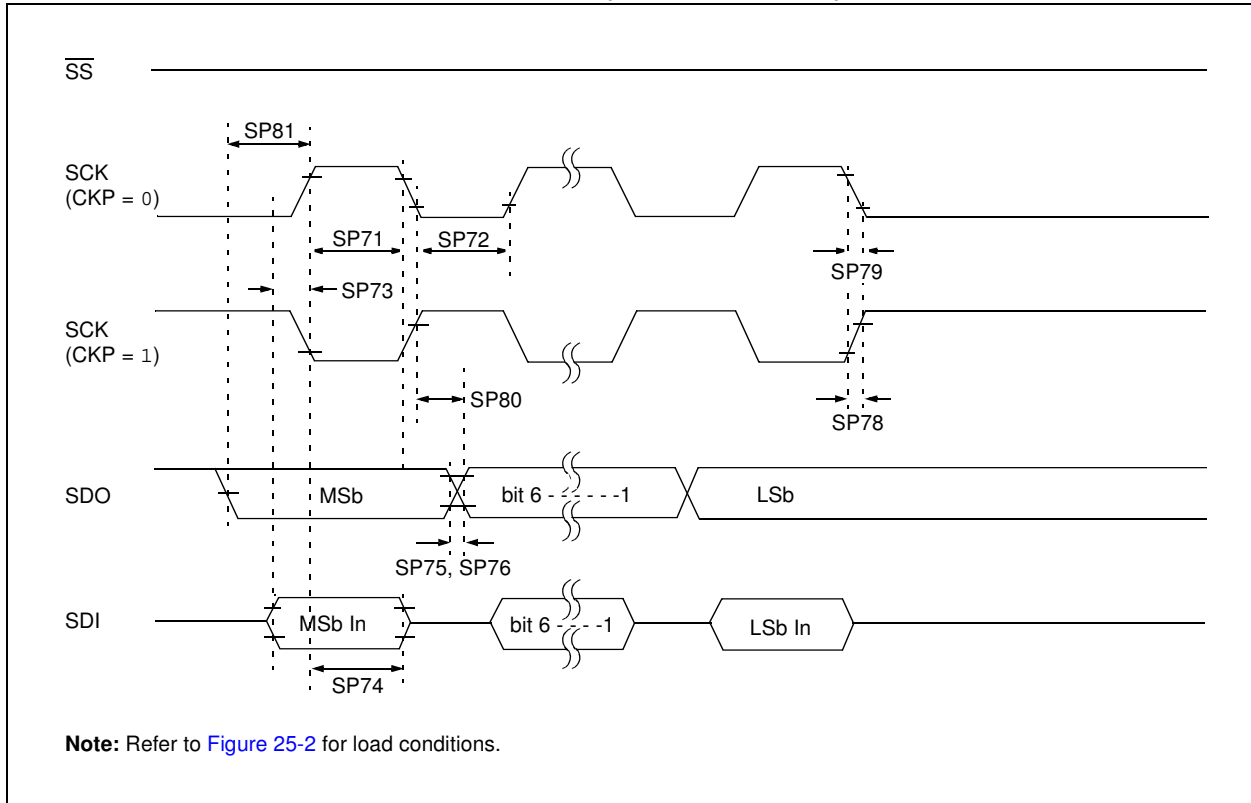 SS
SP81
SCK
(CKP = 0)
SP71
SP72
SP79
SP73
SCK
(CKP = 1)
SP80
SP78
SDO
MSb
bit 6 - - - - - -1
LSb
SP75, SP76
SDI
MSb In
bit 6 - - - -1
LSb In
SP74
Note: Refer to Figure 25-2 for load conditions.